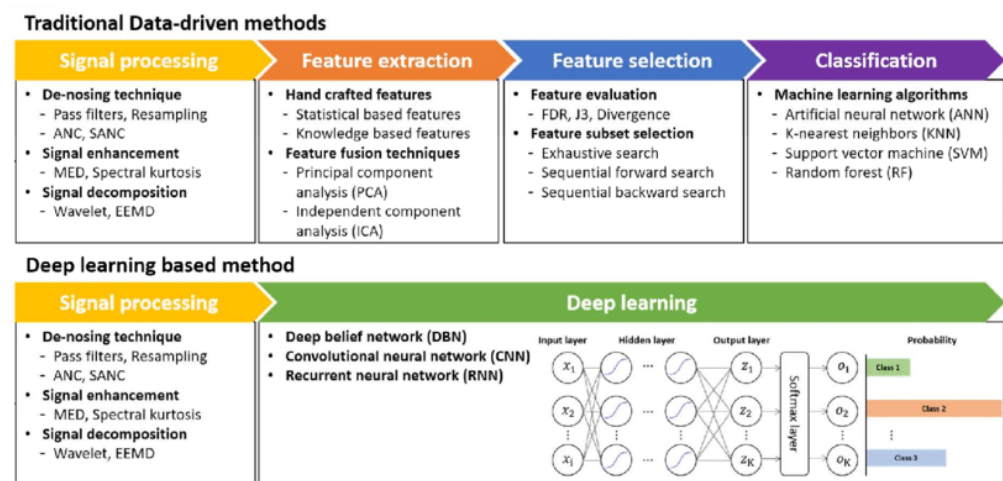 Traditional Data-driven methods
Signal processing
Feature extraction
Feature selection
Classification
• De-nosing technique
- Pass filters, Resampling
- ANC, SANC
• Signal enhancement
- MED, Spectral kurtosis
• Signal decomposition
- Wavelet, EEMD
• Hand crafted features
- Statistical based features
- Knowledge based features
• Feature fusion techniques
- Principal component
analysis (PCA)
- Independent component
analysis (ICA)
• Feature evaluation
- FDR, J3, Divergence
• Feature subset selection
- Exhaustive search
- Sequential forward search
- Sequential backward search
• Machine learning algorithms
- Artificial neural network (ANN)
- K-nearest neighbors (KNN)
- Support vector machine (SVM)
- Random forest (RF)
Deep learning based method
Signal processing
Deep learning
• De-nosing technique
- Pass filters, Resampling
- ANC, SANC
• Signal enhancement
- MED, Spectral kurtosis
• Signal decomposition
- Wavelet, EEMD
• Deep belief network (DBN)
• Convolutional neural network (CNN)
• Recurrent neural network (RNN)
Input layer Hidden layer Output layer Probability
x1 ... z1 o1 Class 1
x2 ... z2 o2 Class 2
xi ... zK oK Class 3
Softmax layer